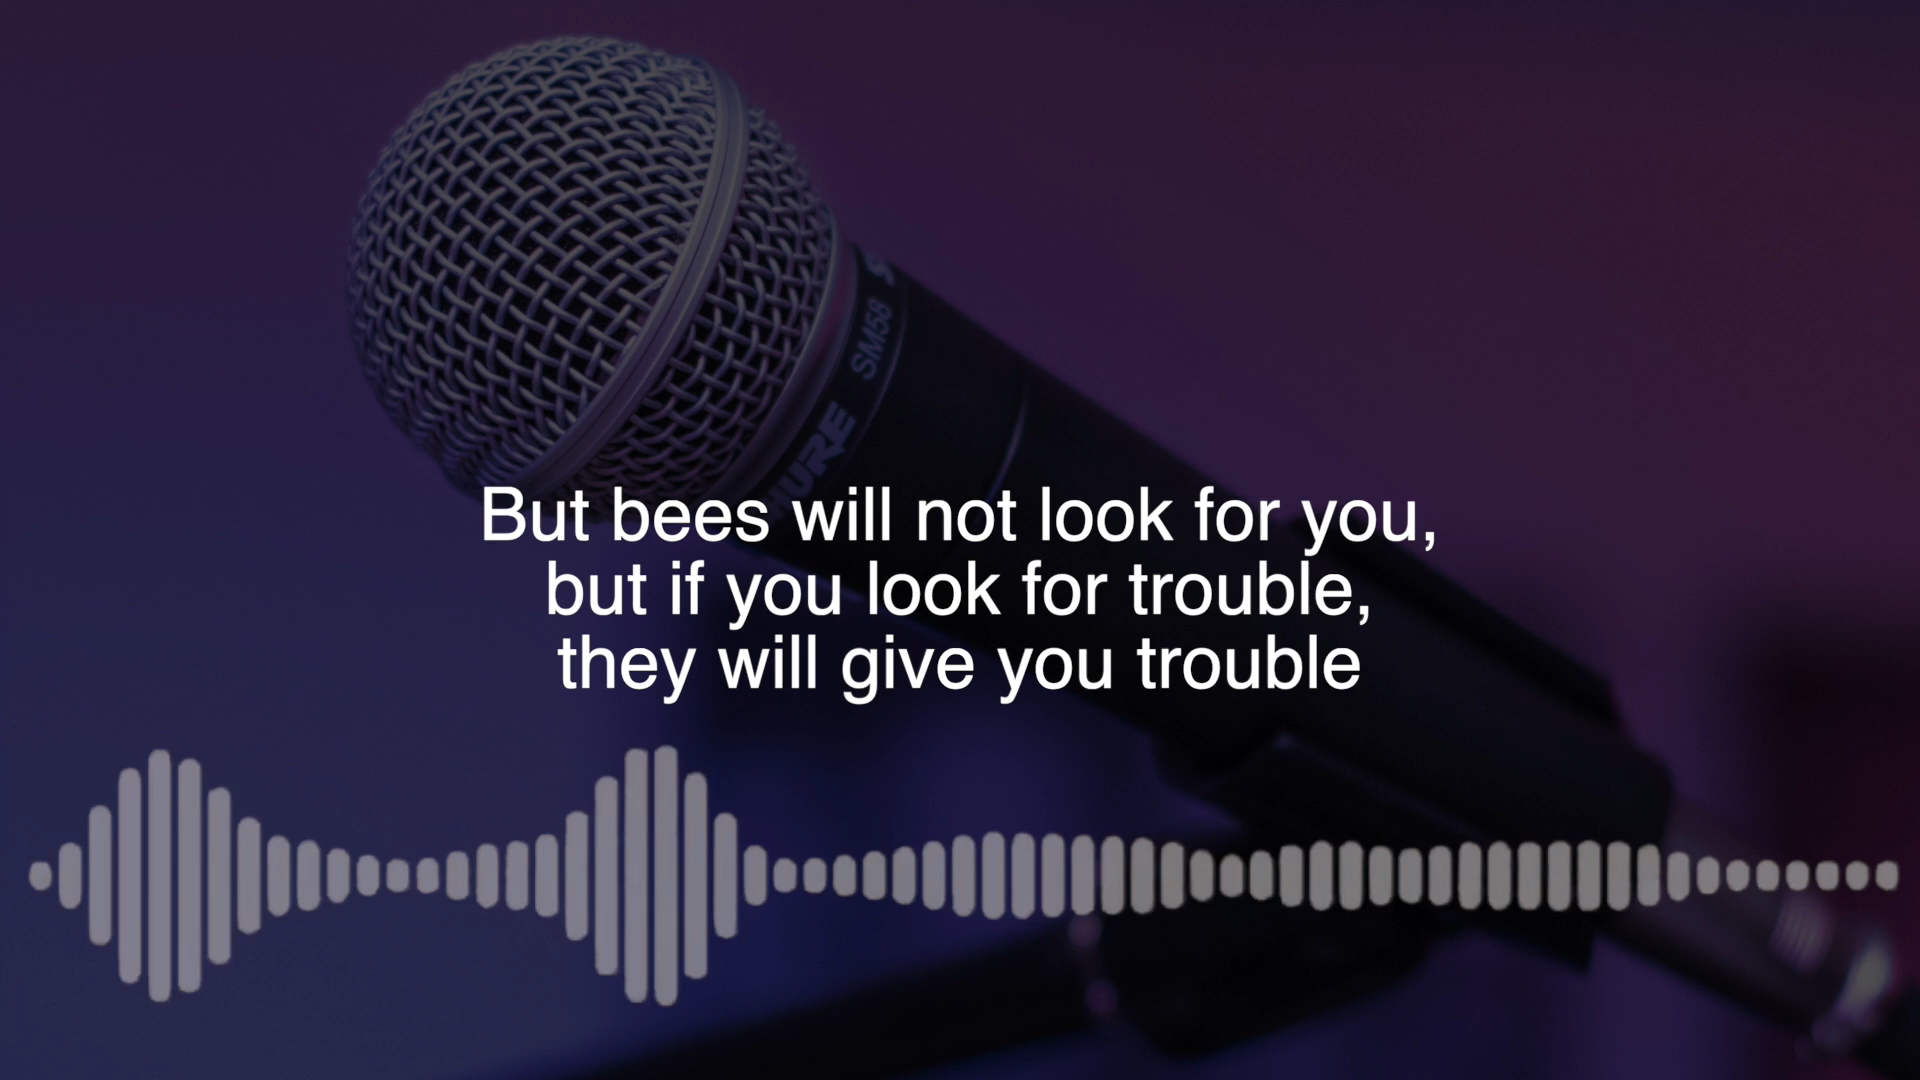 SM58
SHURE
But bees will not look for you,
but if you look for trouble,
they will give you trouble